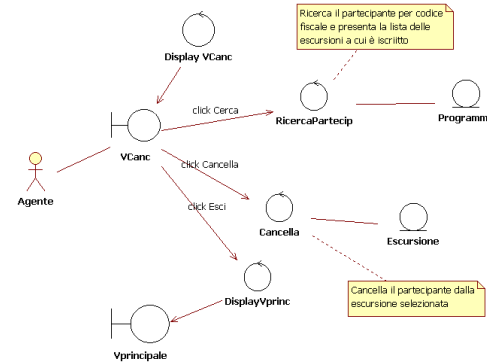 Ricerca il partecipante per codice
fiscale e presenta la lista delle
escursioni a cui è iscriitto
Display VCanc
click Cerca
RicercaPartecip
Programm
VCanc
click Cancella
Agente
click Esci
Cancella
Escursione
Cancella il partecipante dalla
escursione selezionata
DisplayVprinc
Vprincipale